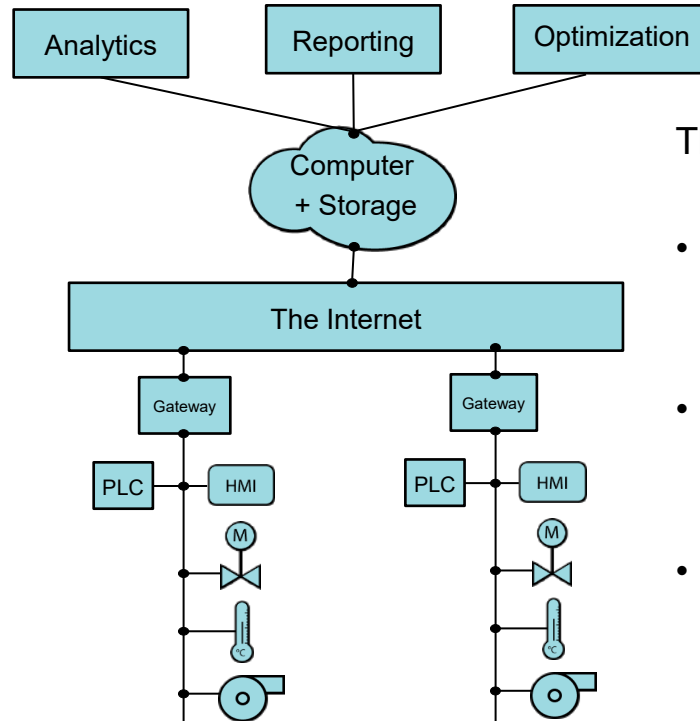 Analytics
Reporting
Optimization
Computer
+ Storage
T
•
The Internet
Gateway
Gateway
•
PLC
HMI
PLC
HMI
M
M
•
°C
°C